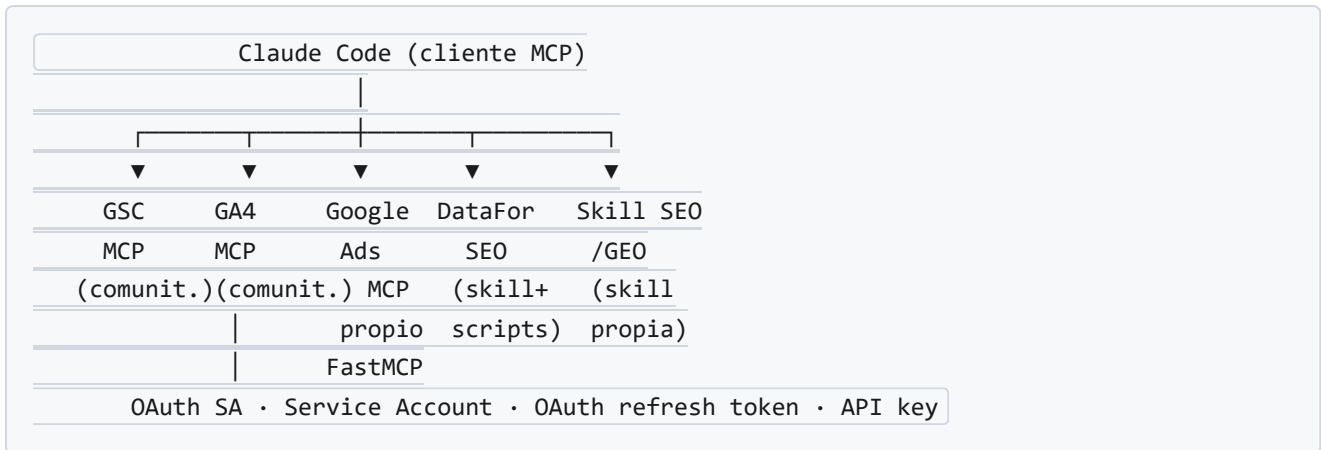 Claude Code (cliente MCP)
GSC GA4 Google DataFor Skill SEO
MCP MCP Ads SEO /GEO
(comunit.)(comunit.) MCP (skill+ (skill
propio scripts) propia)
FastMCP
OAuth SA · Service Account · OAuth refresh token · API key